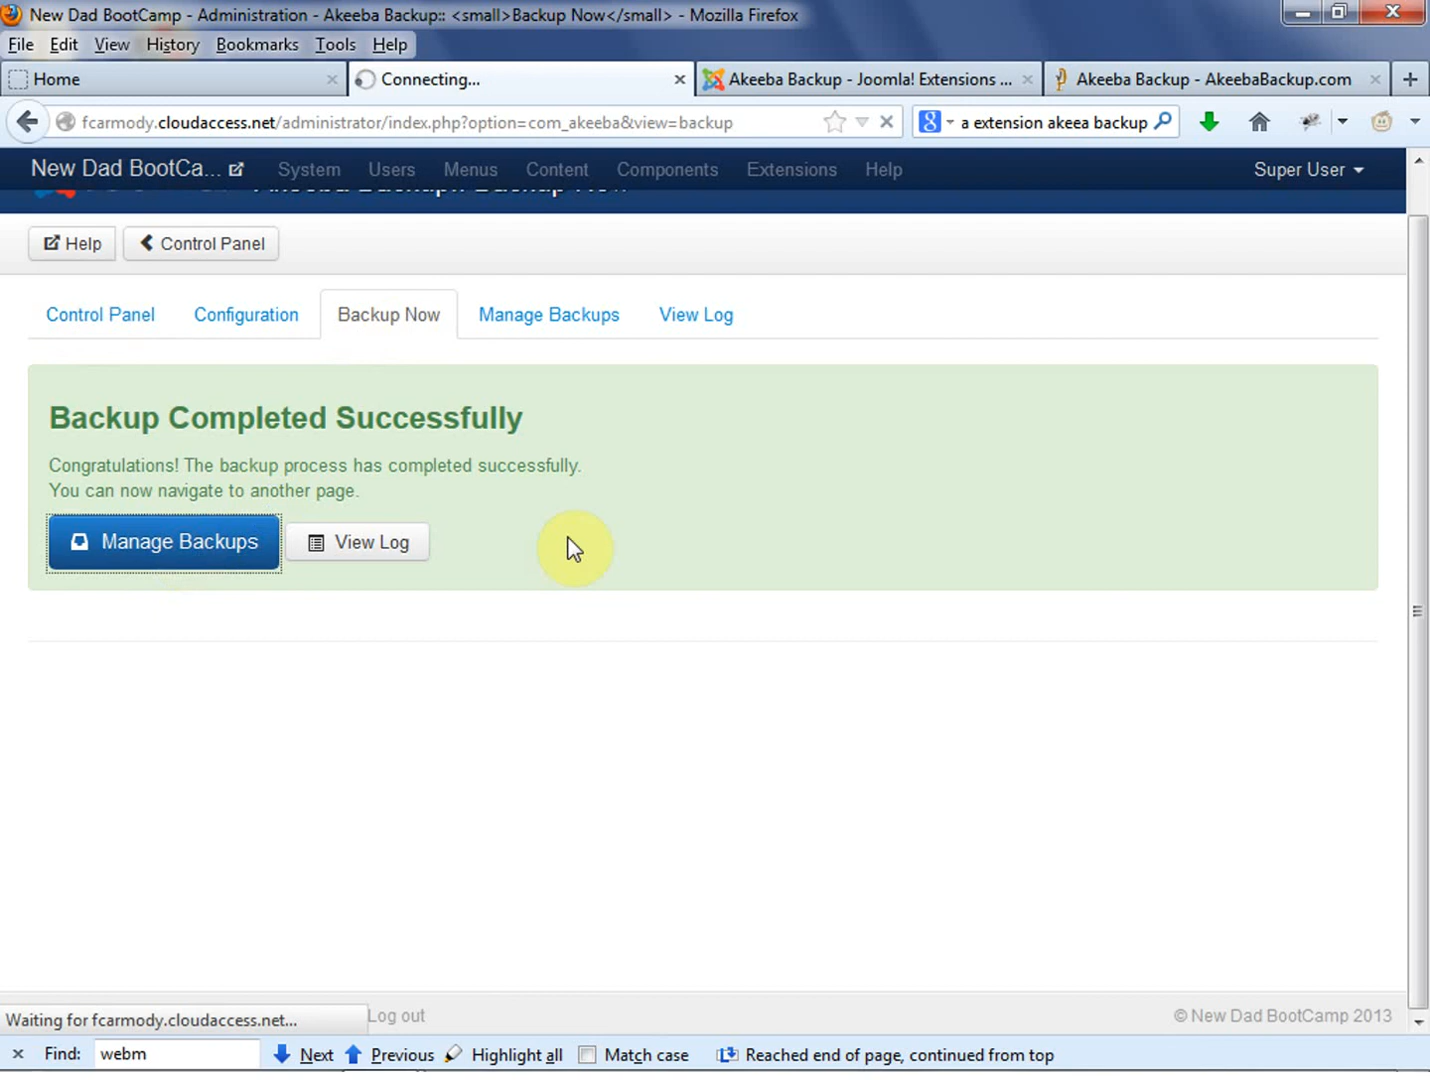 New Dad BootCamp - Administration - Akeeba Backup:: <small>Backup Now</small> - Mozilla Firefox
File Edit View History Bookmarks Tools Help
Home
Connecting...
Akeeba Backup - Joomla! Extensions ...
Akeeba Backup - AkeebaBackup.com
fcarmody.cloudaccess.net/administrator/index.php?option=com_akeeba&view=backup
a extension akeea backup
New Dad BootCa... System Users Menus Content Components Extensions Help Super User
Akeeba Backup:: Backup Now
Help Control Panel
Control Panel Configuration Backup Now Manage Backups View Log
Backup Completed Successfully
Congratulations! The backup process has completed successfully.
You can now navigate to another page.
Manage Backups View Log
Waiting for fcarmody.cloudaccess.net... Log out © New Dad BootCamp 2013
Find: webm Next Previous Highlight all Match case Reached end of page, continued from top